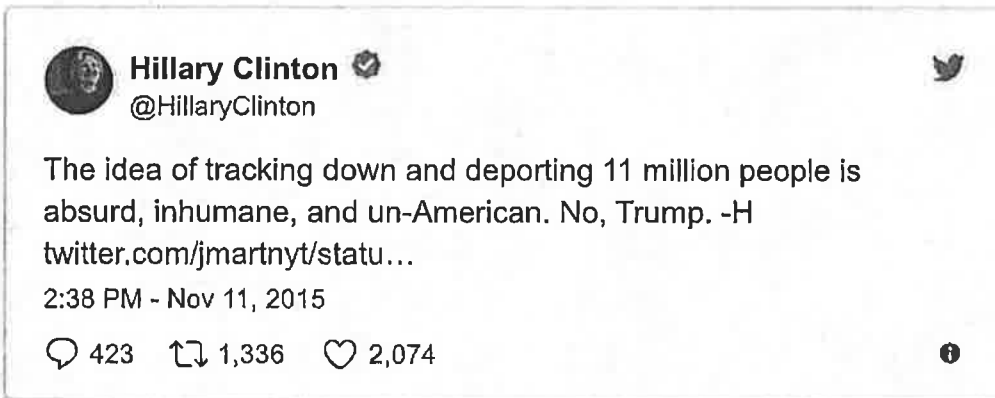 Hillary Clinton
@HillaryClinton
The idea of tracking down and deporting 11 million people is
absurd, inhumane, and un-American. No, Trump. -H
twitter.com/jmartnyt/statu...
2:38 PM - Nov 11, 2015
423 1,336 2,074